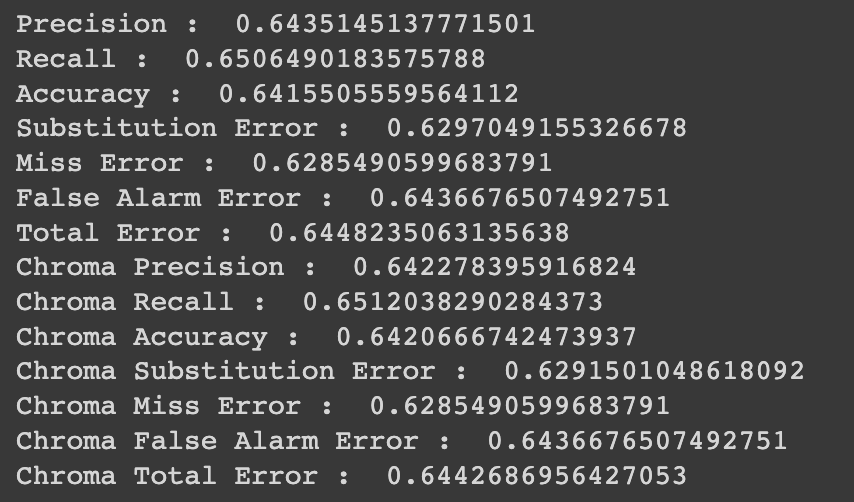 Precision :  0.6435145137771501
Recall :  0.6506490183575788
Accuracy :  0.6415505559564112
Substitution Error :  0.6297049155326678
Miss Error :  0.6285490599683791
False Alarm Error :  0.6436676507492751
Total Error :  0.6448235063135638
Chroma Precision :  0.642278395916824
Chroma Recall :  0.6512038290284373
Chroma Accuracy :  0.6420666742473937
Chroma Substitution Error :  0.6291501048618092
Chroma Miss Error :  0.6285490599683791
Chroma False Alarm Error :  0.6436676507492751
Chroma Total Error :  0.6442686956427053